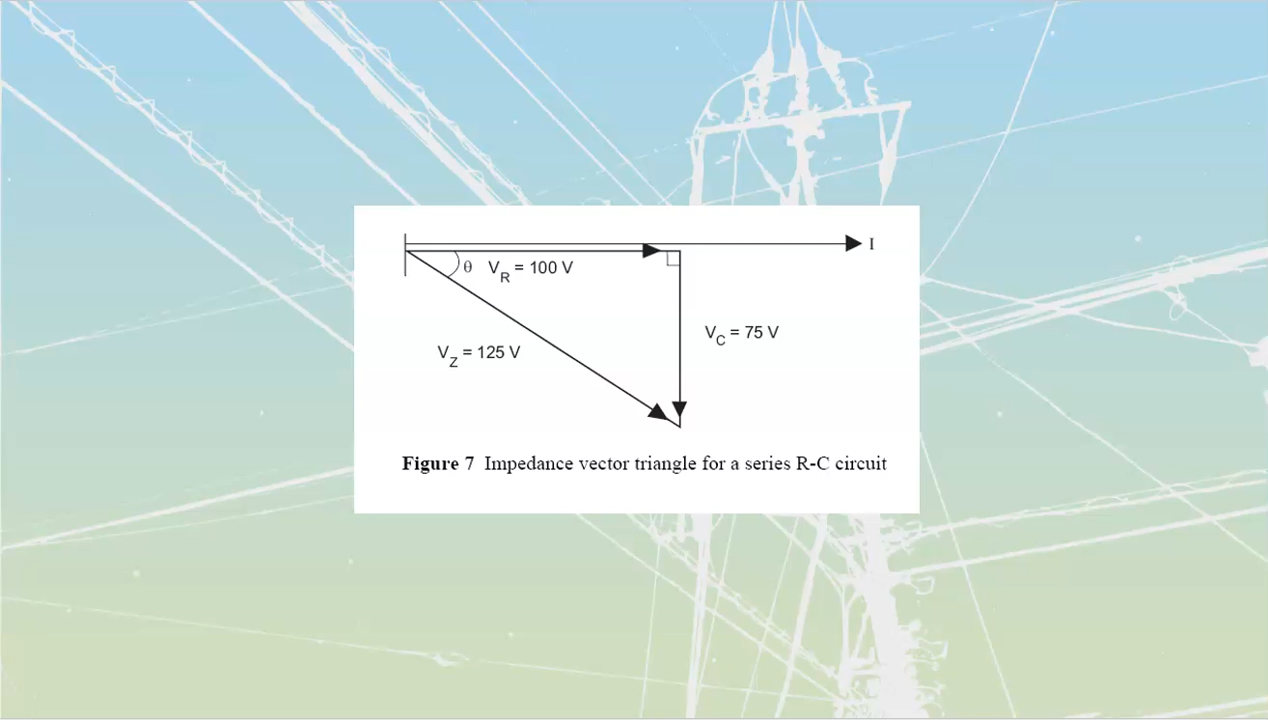 I
θ V_R = 100 V
V_C = 75 V
V_Z = 125 V
Figure 7 Impedance vector triangle for a series R-C circuit